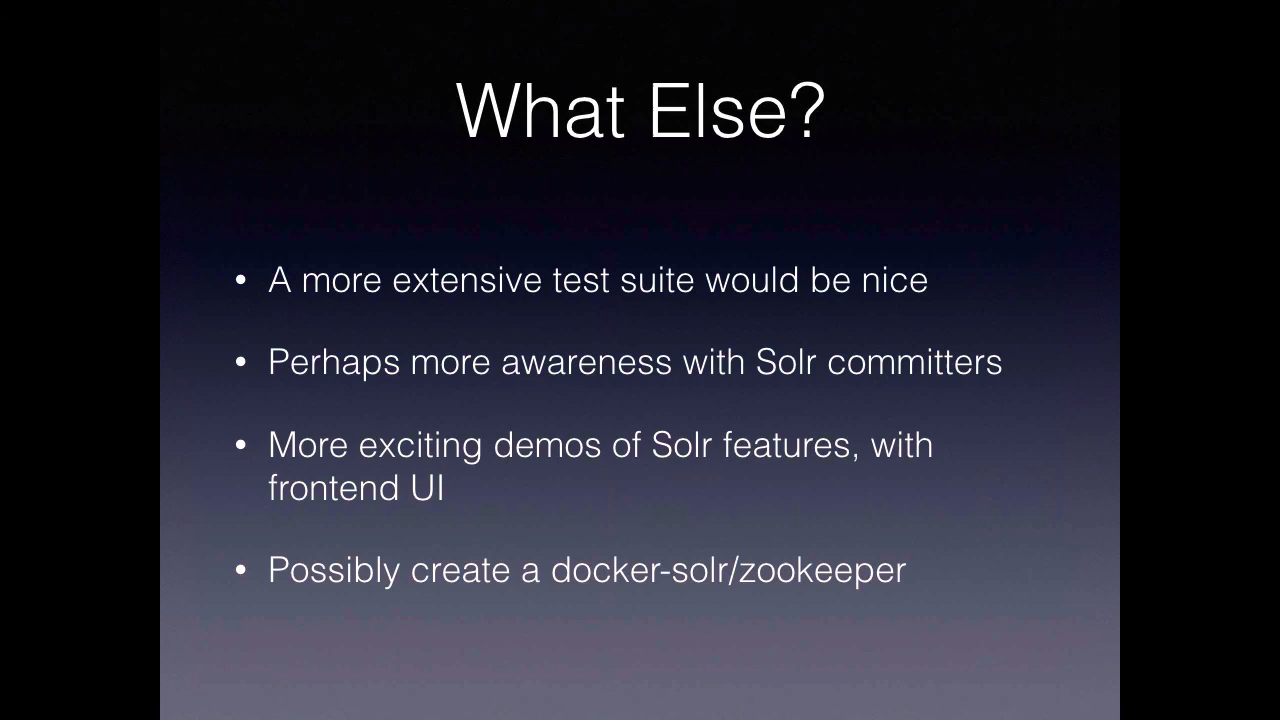 What Else?
• A more extensive test suite would be nice
• Perhaps more awareness with Solr committers
• More exciting demos of Solr features, with
frontend UI
• Possibly create a docker-solr/zookeeper